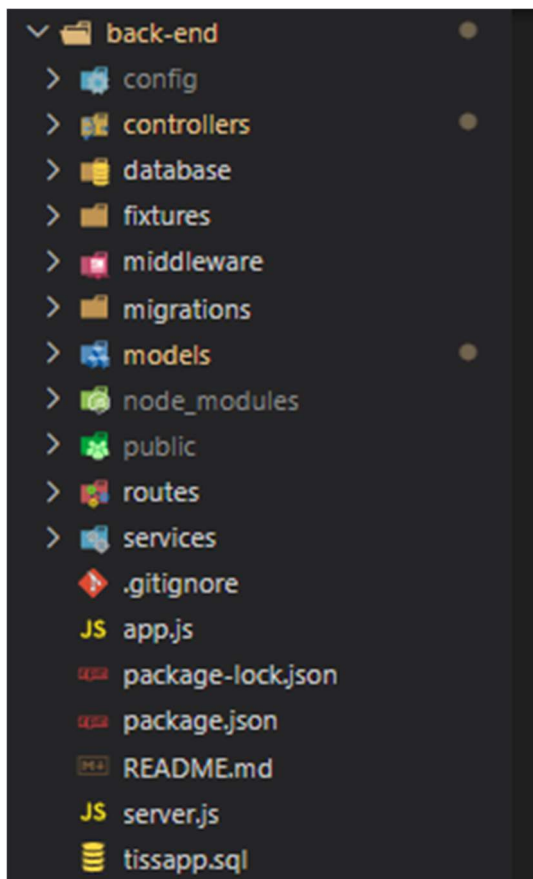 back-end
config
controllers
database
fixtures
middleware
migrations
models
node_modules
public
routes
services
.gitignore
JS app.js
package-lock.json
package.json
README.md
JS server.js
tissapp.sql